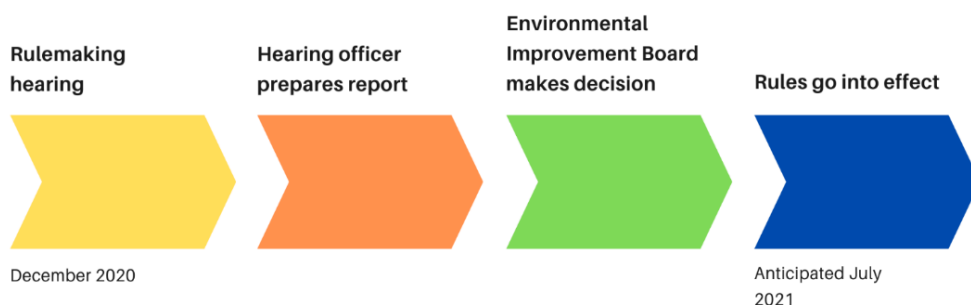 Rulemaking
hearing
Hearing officer
prepares report
Environmental
Improvement Board
makes decision
Rules go into effect
December 2020
Anticipated July
2021